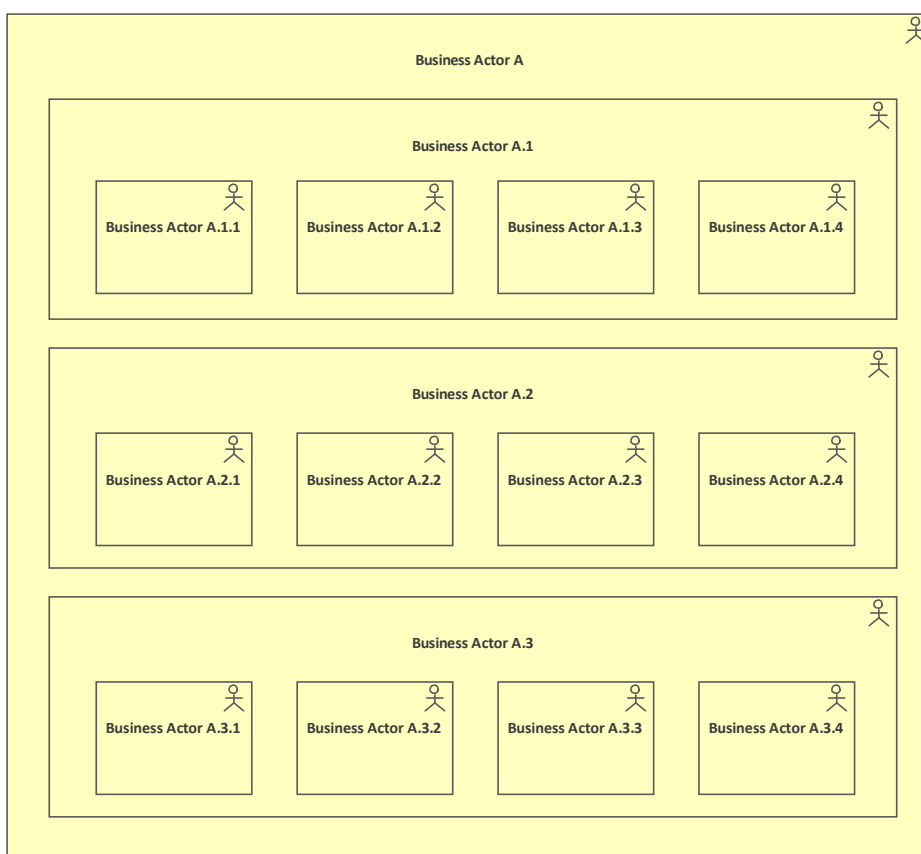 Business Actor A
Business Actor A.1
Business Actor A.1.1
Business Actor A.1.2
Business Actor A.1.3
Business Actor A.1.4
Business Actor A.2
Business Actor A.2.1
Business Actor A.2.2
Business Actor A.2.3
Business Actor A.2.4
Business Actor A.3
Business Actor A.3.1
Business Actor A.3.2
Business Actor A.3.3
Business Actor A.3.4